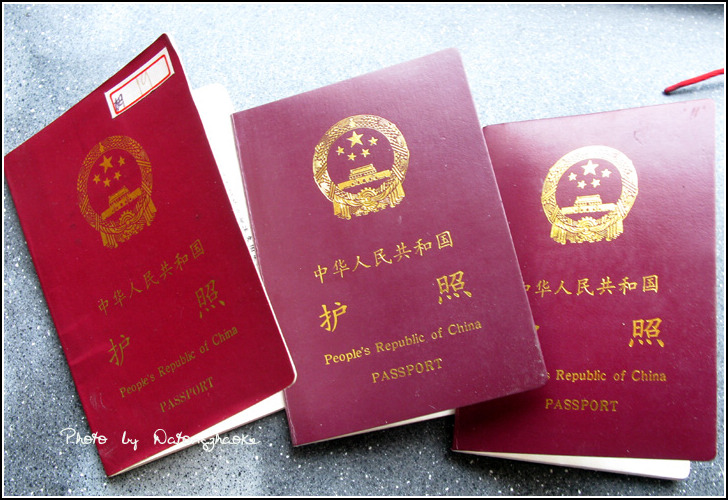 中华人民共和国
护照
People's Republic of China
PASSPORT
中华人民共和国
护照
People's Republic of China
PASSPORT
华人民共和国
照
Republic of China
PASSPORT
Photo by